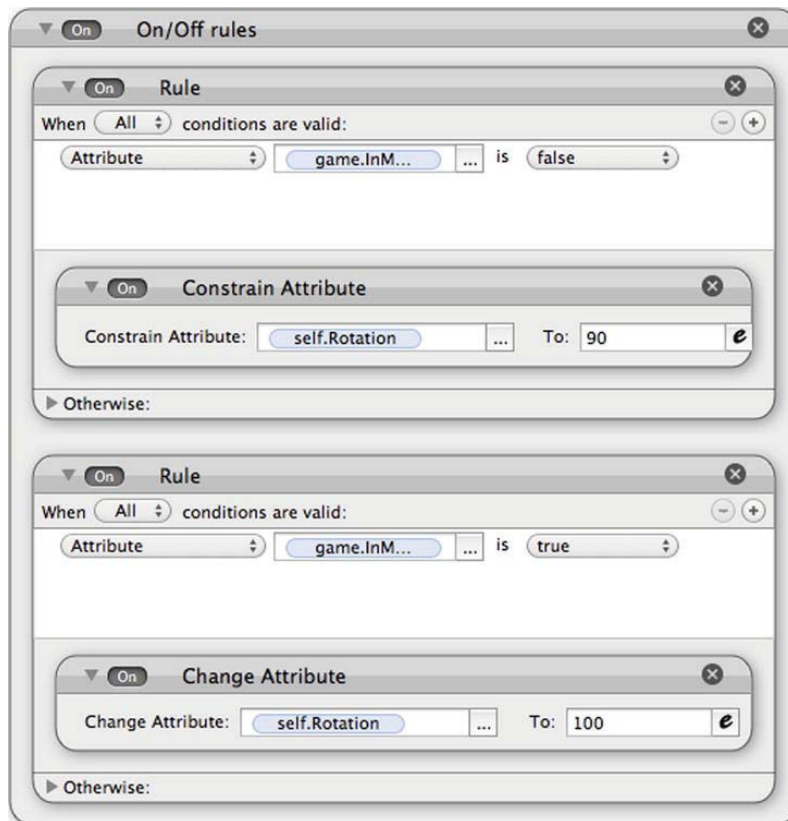 On On/Off rules
On Rule
When All conditions are valid:
Attribute game.InM... ... is false
On Constrain Attribute
Constrain Attribute: self.Rotation ... To: 90 e
Otherwise:
On Rule
When All conditions are valid:
Attribute game.InM... ... is true
On Change Attribute
Change Attribute: self.Rotation ... To: 100 e
Otherwise: